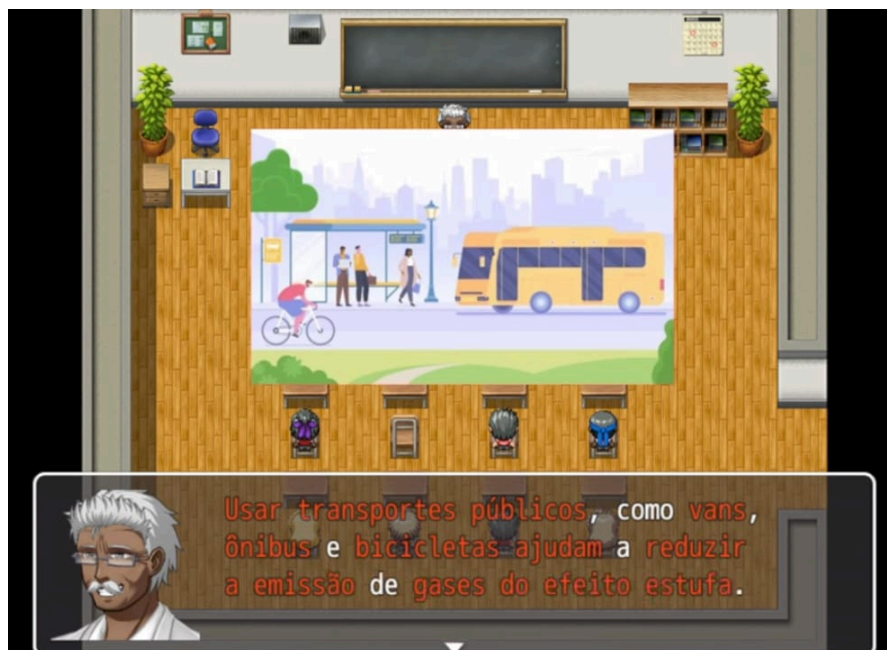 Usar transportes públicos, como vans,
ônibus e bicicletas ajudam a reduzir
a emissão de gases do efeito estufa.